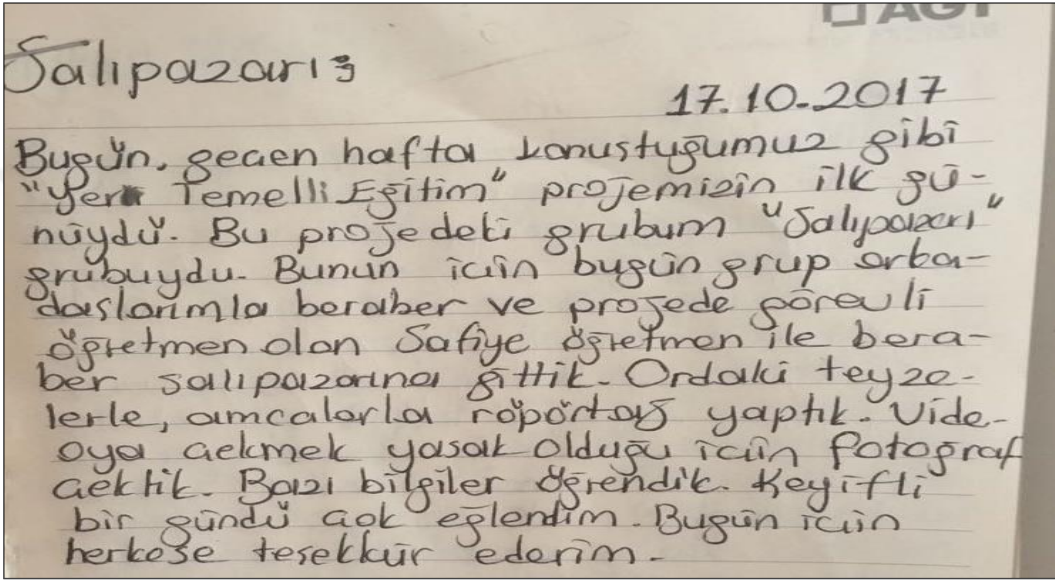 AGT
Salıpazarı:
17.10.2017
Bugün, geçen hafta konuştuğumuz gibi
"Yer Temelli Eğitim" projemizin ilk gü-
nüydü. Bu projedeki grubum "Salıpazarı"
grubuydu. Bunun için bugün grup arka-
daşlarımla beraber ve projede görevli
öğretmen olan Safiye öğretmen ile bera-
ber salıpazarına gittik. Ordaki teyze-
lerle, amcalarla röpörtaj yaptık. Vide-
oya çekmek yasak olduğu için fotoğraf
çektik. Bazı bilgiler öğrendik. Keyifli
bir gündü çok eğlendim. Bugün için
herkese teşekkür ederim.